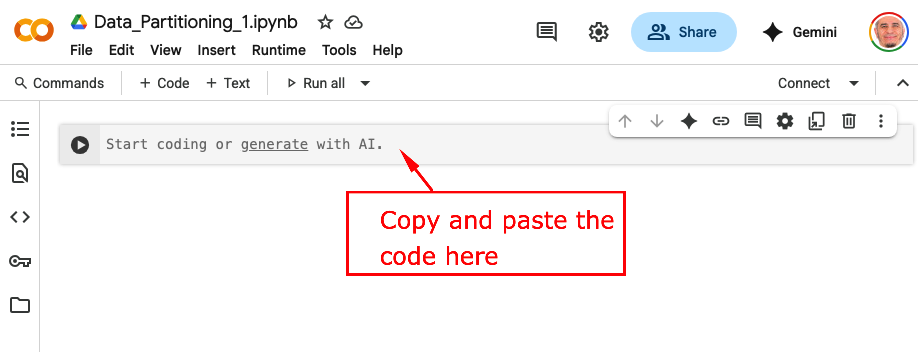 Data_Partitioning_1.ipynb
File Edit View Insert Runtime Tools Help
Share
Gemini
Commands + Code + Text Run all
Connect
Start coding or generate with AI.
Copy and paste the
code here